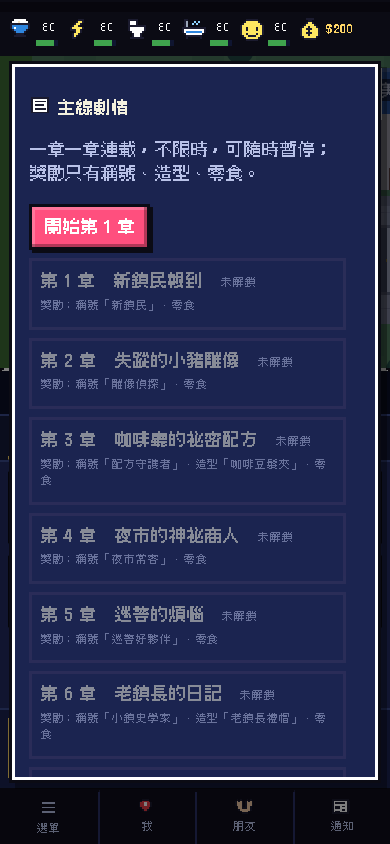 80 80 80 80 80 $200
主線劇情
一章一章連載，不限時，可隨時暫停；
獎勵只有稱號、造型、零食。
開始第 1 章
第 1 章 新鎮民報到 未解鎖
獎勵：稱號「新鎮民」·零食
第 2 章 失蹤的小豬雕像 未解鎖
獎勵：稱號「雕像偵探」·零食
第 3 章 咖啡廳的祕密配方 未解鎖
獎勵：稱號「配方守護者」·造型「咖啡豆髮夾」·零
食
第 4 章 夜市的神祕商人 未解鎖
獎勵：稱號「夜市常客」·零食
第 5 章 巡警的煩惱 未解鎖
獎勵：稱號「巡警好夥伴」·零食
第 6 章 老鎮長的日記 未解鎖
獎勵：稱號「小鎮史學家」·造型「老鎮長禮帽」·零
食
選單 我 朋友 通知